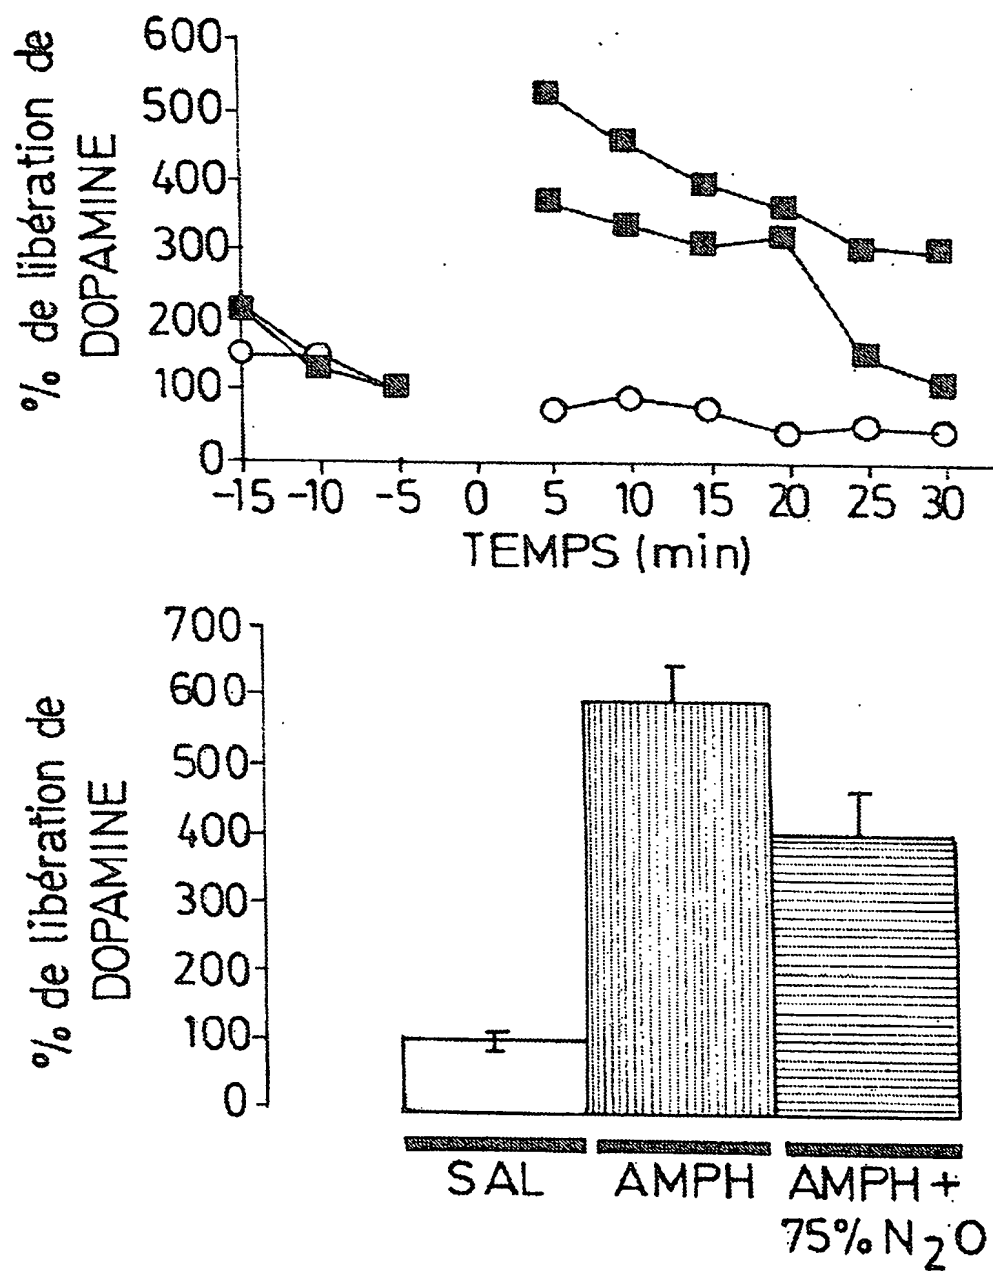 % de libération de
DOPAMINE
600
500
400
300
200
100
0
-15 -10 -5 0 5 10 15 20 25 30
TEMPS (min)
% de libération de
DOPAMINE
700
600
500
400
300
200
100
0
SAL AMPH AMPH +
75% N2O